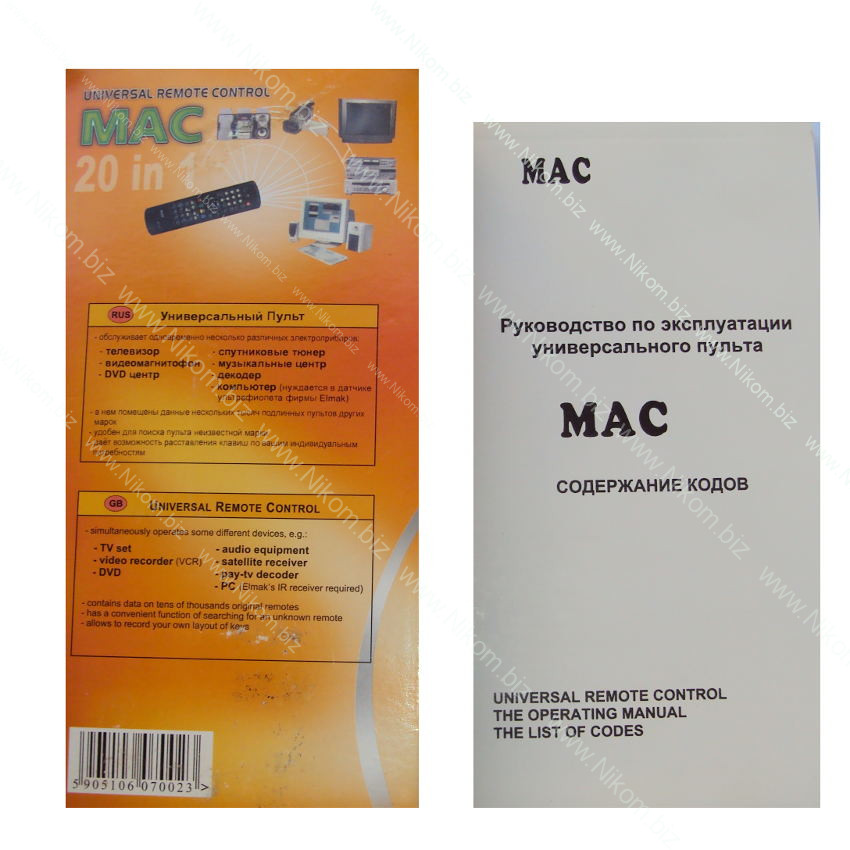 UNIVERSAL REMOTE CONTROL
MAC
20 in 1
RUS Универсальный Пульт
- обслуживает одновременно несколько различных электроприборов:
- телевизор
- видеомагнитофон
- DVD центр
- спутниковые тюнер
- музыкальные центр
- декодер
- компьютер (нуждается в датчике
ультрафиолета фирмы Elmak)
- в нем помещены данные нескольких тысяч подлинных пультов других
марок
- удобен для поиска пульта неизвестной марки
- даёт возможность расставления клавиш по вашим индивидуальным
потребностям
GB UNIVERSAL REMOTE CONTROL
- simultaneously operates some different devices, e.g.:
- TV set
- video recorder (VCR)
- DVD
- audio equipment
- satellite receiver
- pay-tv decoder
- PC (Elmak's IR receiver required)
- contains data on tens of thousands original remotes
- has a convenient function of searching for an unknown remote
- allows to record your own layout of keys
5 905106 070023 >
MAC
Руководство по эксплуатации
универсального пульта
MAC
СОДЕРЖАНИЕ КОДОВ
UNIVERSAL REMOTE CONTROL
THE OPERATING MANUAL
THE LIST OF CODES
www.Nikom.biz